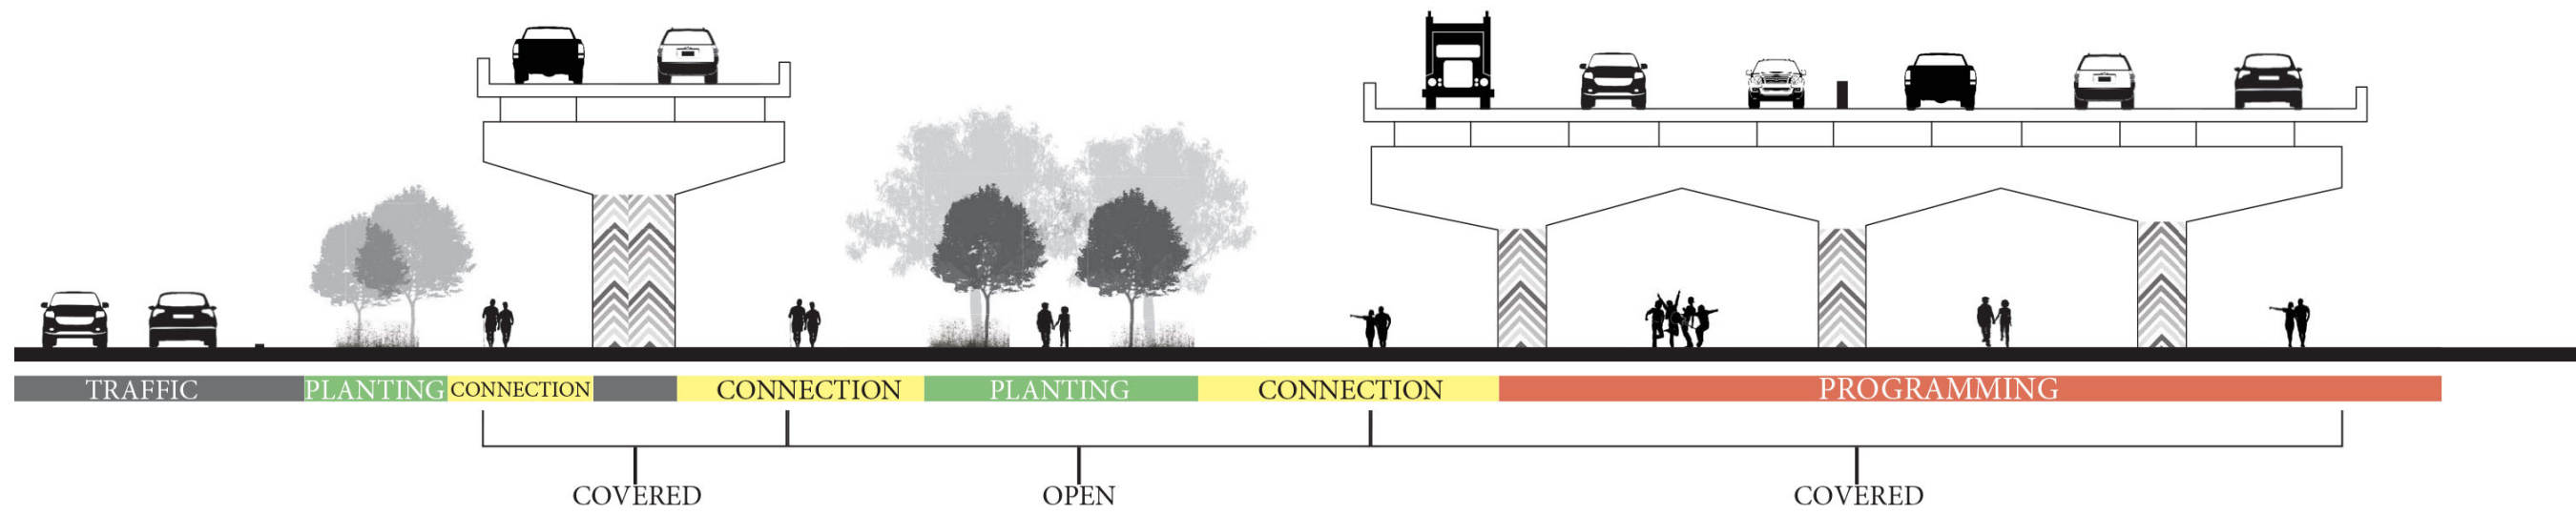 TRAFFIC
PLANTING
CONNECTION
CONNECTION
PLANTING
CONNECTION
PROGRAMMING
COVERED
OPEN
COVERED